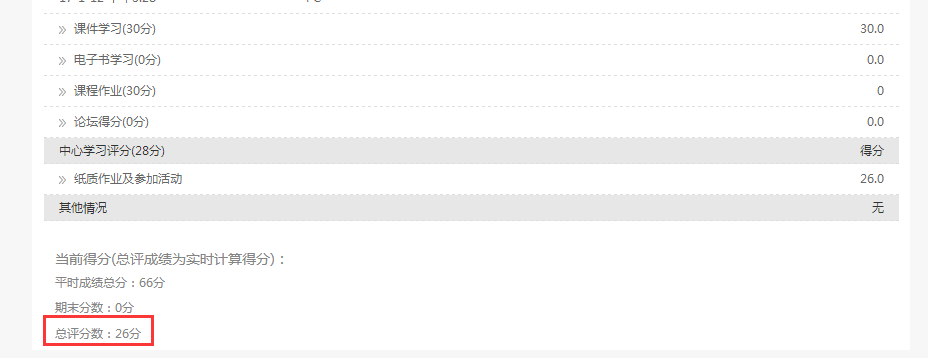 课件学习(30分) 30.0
电子书学习(0分) 0.0
课程作业(30分) 0
论坛得分(0分) 0.0
中心学习评分(28分) 得分
纸质作业及参加活动 26.0
其他情况 无
当前得分(总评成绩为实时计算得分)：
平时成绩总分：66分
期末分数：0分
总评分数：26分